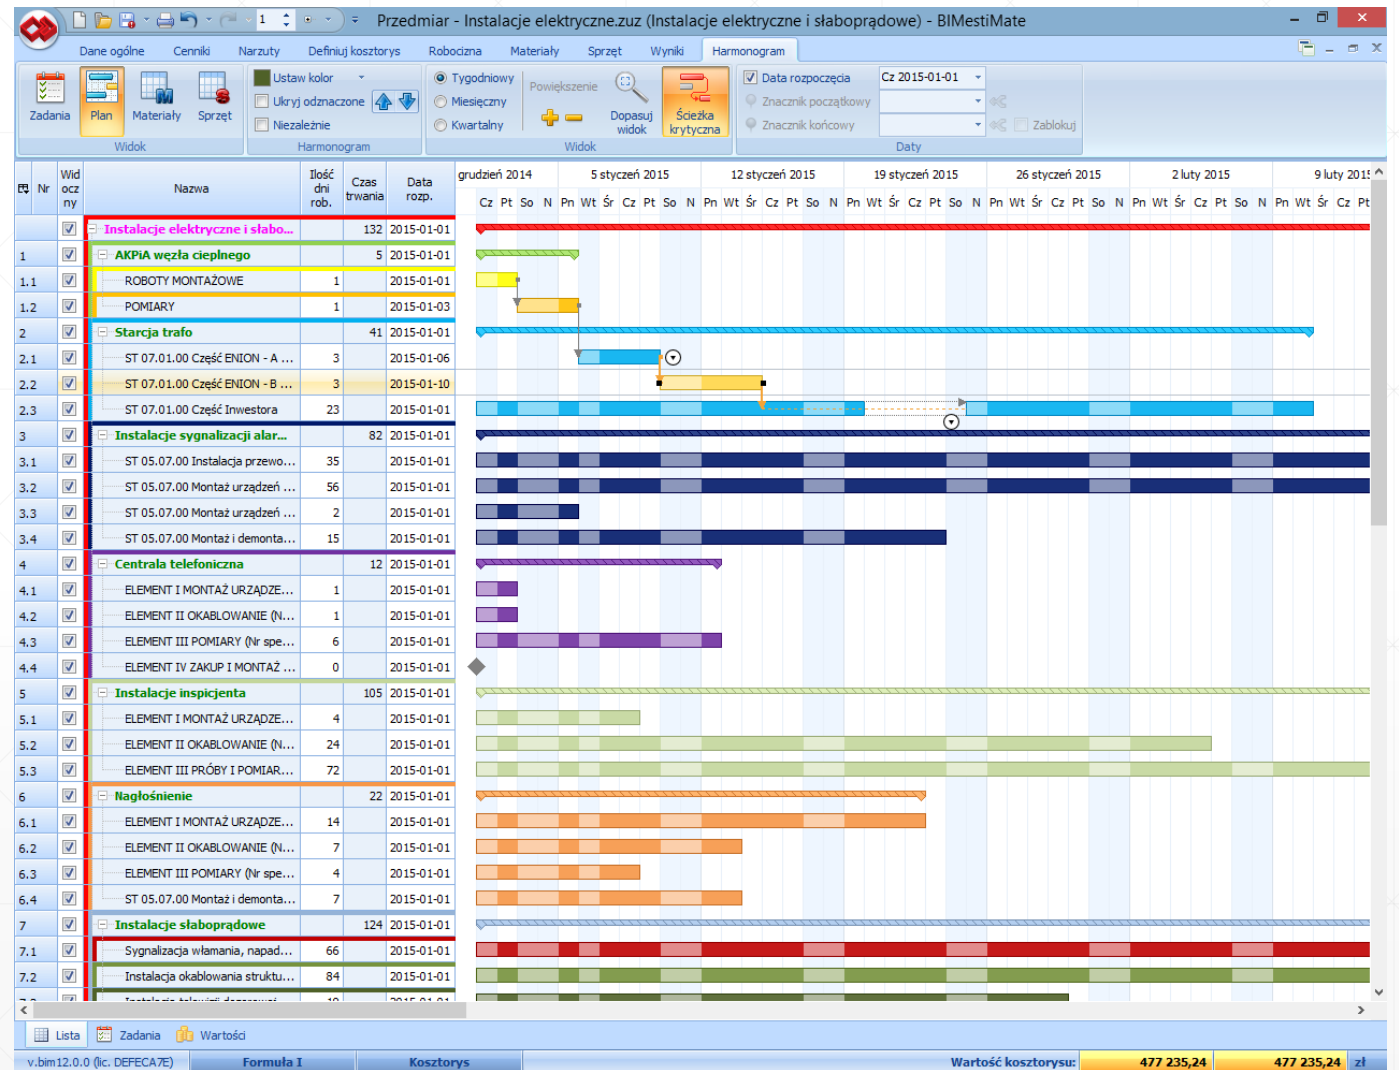 Przedmiar - Instalacje elektryczne.zuz (Instalacje elektryczne i słaboprądowe) - BIMestiMate
1
Dane ogólne Cenniki Narzuty Definiuj kosztorys Robocizna Materiały Sprzęt Wyniki Harmonogram
Zadania Plan Materiały Sprzęt
Widok
Ustaw kolor
Ukryj odznaczone
Niezależnie
Harmonogram
Tygodniowy
Miesięczny
Kwartalny
Powiększenie
Dopasuj widok
Ścieżka krytyczna
Widok
Data rozpoczęcia Cz 2015-01-01
Znacznik początkowy
Znacznik końcowy Zablokuj
Daty
Nr Widoczny Nazwa Ilość dni rob. Czas trwania Data rozp.
grudzień 2014 5 styczeń 2015 12 styczeń 2015 19 styczeń 2015 26 styczeń 2015 2 luty 2015 9 luty 2015
Cz Pt So N Pn Wt Śr Cz Pt So N Pn Wt Śr Cz Pt So N Pn Wt Śr Cz Pt So N Pn Wt Śr Cz Pt So N Pn Wt Śr Cz Pt So N Pn Wt Śr Cz Pt
Instalacje elektryczne i słabo... 132 2015-01-01
1 AKPiA węzła cieplnego 5 2015-01-01
1.1 ROBOTY MONTAŻOWE 1 2015-01-01
1.2 POMIARY 1 2015-01-03
2 Starcja trafo 41 2015-01-01
2.1 ST 07.01.00 Część ENION - A ... 3 2015-01-06
2.2 ST 07.01.00 Część ENION - B ... 3 2015-01-10
2.3 ST 07.01.00 Część Inwestora 23 2015-01-01
3 Instalacje sygnalizacji alar... 82 2015-01-01
3.1 ST 05.07.00 Instalacja przewo... 35 2015-01-01
3.2 ST 05.07.00 Montaż urządzeń ... 56 2015-01-01
3.3 ST 05.07.00 Montaż urządzeń ... 2 2015-01-01
3.4 ST 05.07.00 Montaż i demonta... 15 2015-01-01
4 Centrala telefoniczna 12 2015-01-01
4.1 ELEMENT I MONTAŻ URZĄDZE... 1 2015-01-01
4.2 ELEMENT II OKABLOWANIE (N... 1 2015-01-01
4.3 ELEMENT III POMIARY (Nr spe... 6 2015-01-01
4.4 ELEMENT IV ZAKUP I MONTAŻ ... 0 2015-01-01
5 Instalacje inspicjenta 105 2015-01-01
5.1 ELEMENT I MONTAŻ URZĄDZE... 4 2015-01-01
5.2 ELEMENT II OKABLOWANIE (N... 24 2015-01-01
5.3 ELEMENT III PRÓBY I POMIAR... 72 2015-01-01
6 Nagłośnienie 22 2015-01-01
6.1 ELEMENT I MONTAŻ URZĄDZE... 14 2015-01-01
6.2 ELEMENT II OKABLOWANIE (N... 7 2015-01-01
6.3 ELEMENT III POMIARY (Nr spe... 4 2015-01-01
6.4 ST 05.07.00 Montaż i demonta... 7 2015-01-01
7 Instalacje słaboprądowe 124 2015-01-01
7.1 Sygnalizacja włamania, napad... 66 2015-01-01
7.2 Instalacja okablowania struktu... 84 2015-01-01
Lista Zadania Wartości
v.bim12.0.0 (lic. DEFECA7E) Formuła I Kosztorys Wartość kosztorysu: 477 235,24 477 235,24 zł